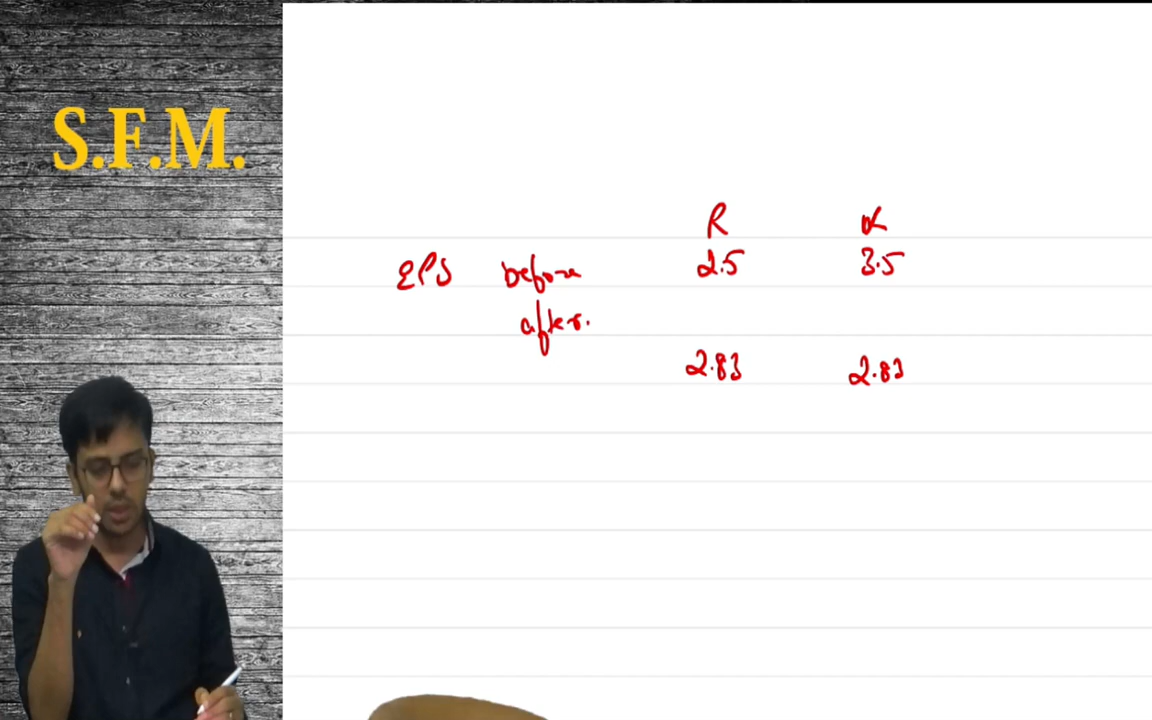 S.F.M.
R α
EPS before 2.5 3.5
after.
2.83 2.83